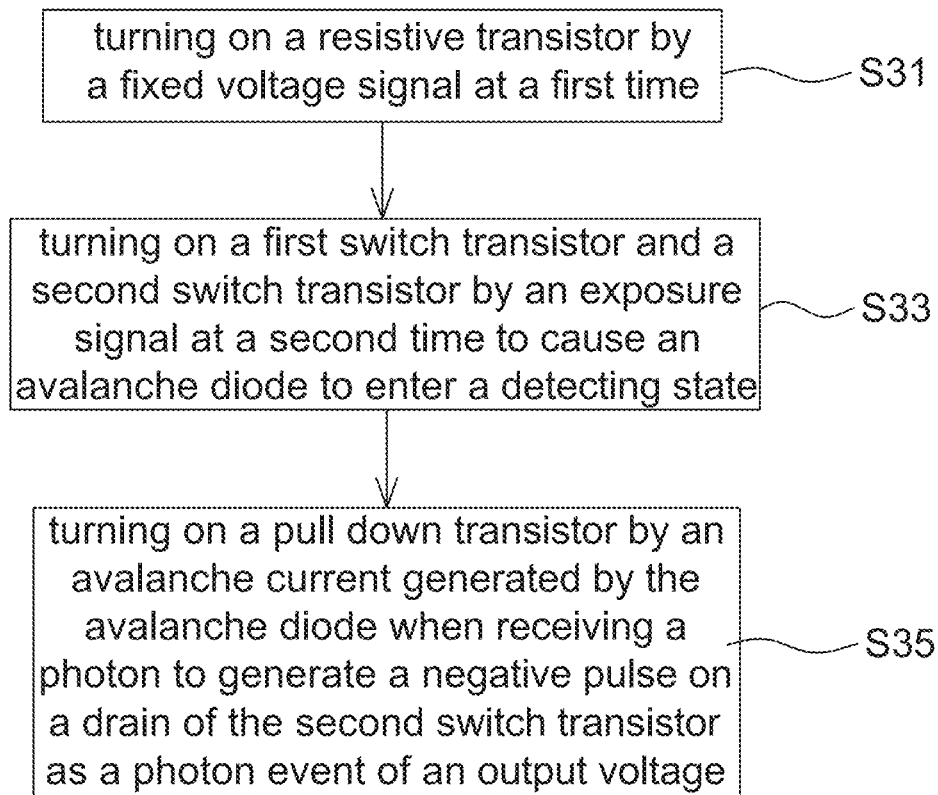 turning on a resistive transistor by
a fixed voltage signal at a first time
S31
turning on a first switch transistor and a
second switch transistor by an exposure
signal at a second time to cause an
avalanche diode to enter a detecting state
S33
turning on a pull down transistor by an
avalanche current generated by the
avalanche diode when receiving a
photon to generate a negative pulse on
a drain of the second switch transistor
as a photon event of an output voltage
S35